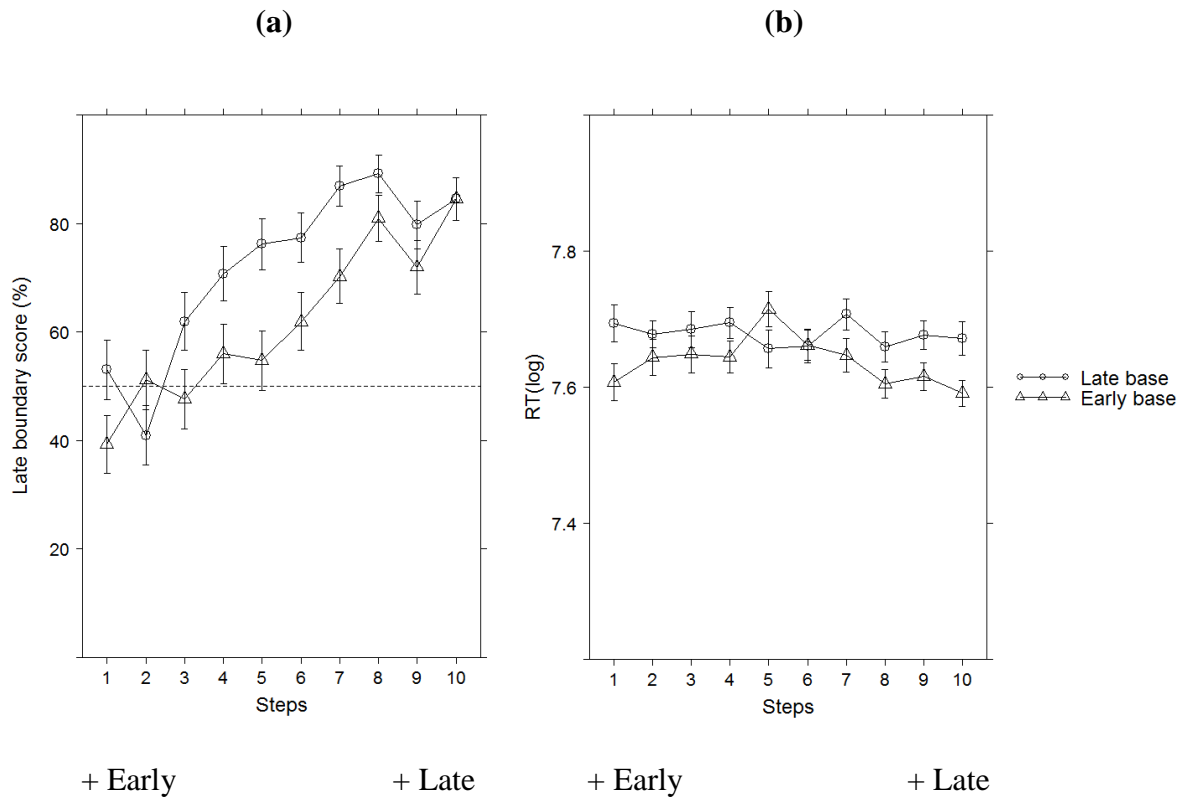 (a)
(b)
Late boundary score (%)
80
60
40
20
1 2 3 4 5 6 7 8 9 10
Steps
+ Early + Late
RT(log)
7.8
7.6
7.4
1 2 3 4 5 6 7 8 9 10
Steps
+ Early + Late
Late base
Early base